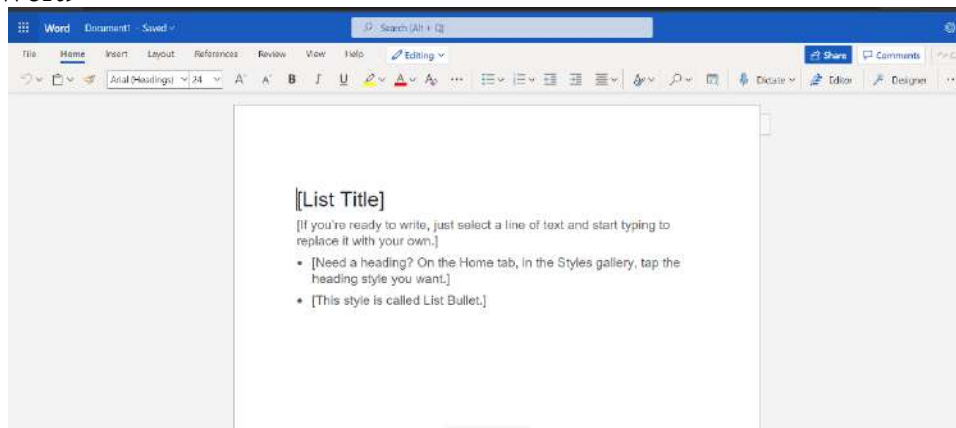 Word Document1 - Saved
Search (Alt + Q)
File Home Insert Layout References Review View Help Editing Share Comments
Arial (Headings) 24 A A B I U A A ... Dictate Editor Designer ...
[List Title]
[If you're ready to write, just select a line of text and start typing to
replace it with your own.]
• [Need a heading? On the Home tab, in the Styles gallery, tap the
heading style you want.]
• [This style is called List Bullet.]